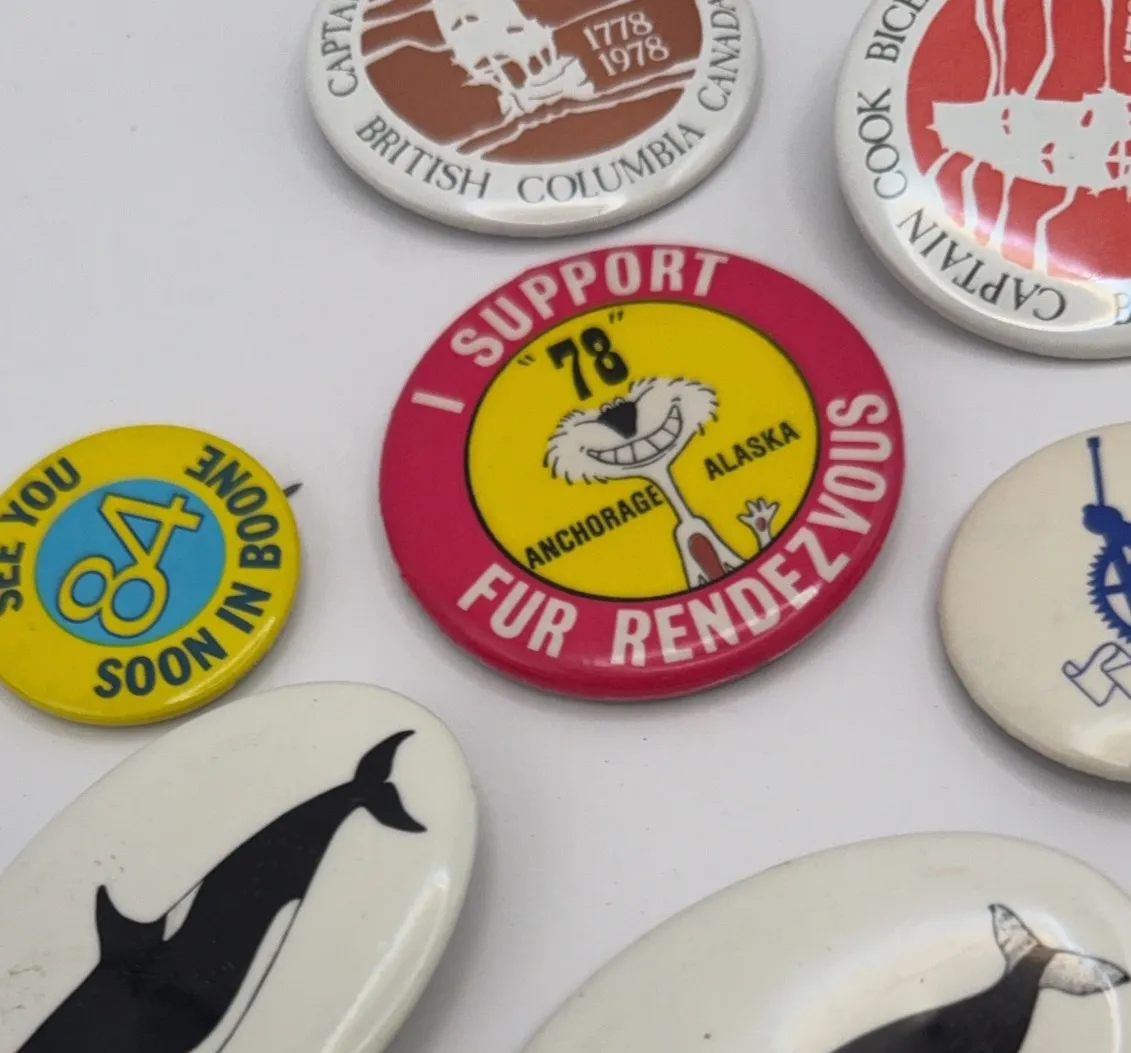 BRITISH COLUMBIA CANADA
1778
1978
CAPTAIN COOK
I SUPPORT
"78"
ANCHORAGE
ALASKA
FUR RENDEZVOUS
SEE YOU
84
SOON IN BOONE